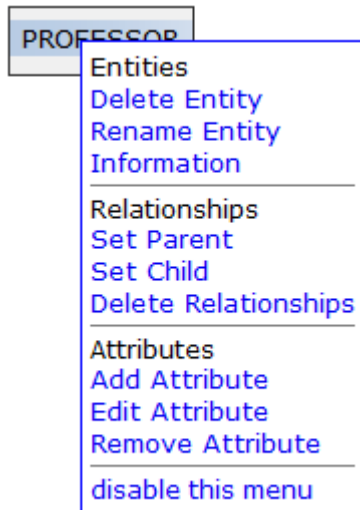 PROFESSOR
Entities
Delete Entity
Rename Entity
Information
Relationships
Set Parent
Set Child
Delete Relationships
Attributes
Add Attribute
Edit Attribute
Remove Attribute
disable this menu